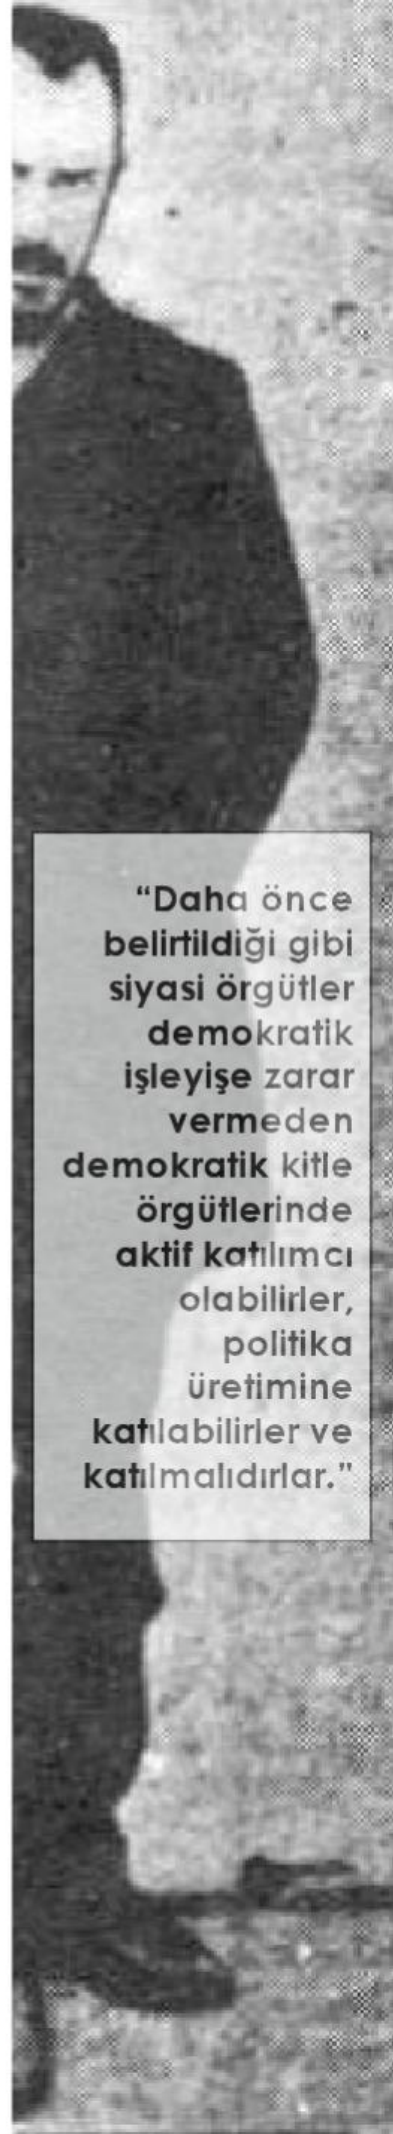 “Daha önce
belirtildiği gibi
siyasi örgütler
demokratik
işleyişe zarar
vermeden
demokratik kitle
örgütlerinde
aktif katılımcı
olabilirler,
politika
üretimine
katılabilirler ve
katılmalıdırlar.”